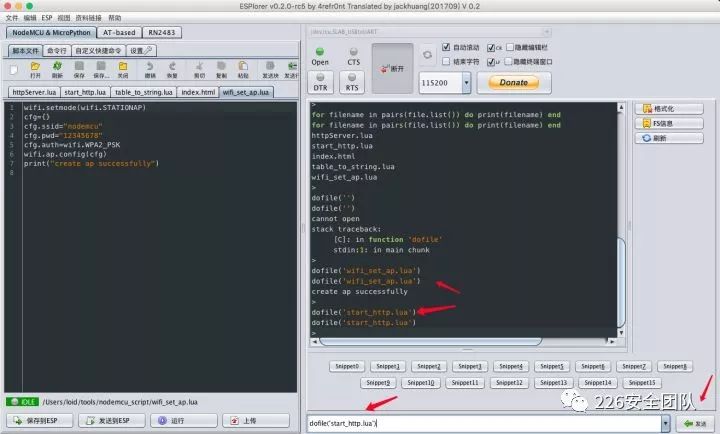 ESPlorer v0.2.0-rc5 by 4refr0nt Translated by jackhuang(201709) V 0.2
文件 编辑 ESP 视图 资料链接 帮助
NodeMCU & MicroPython AT-based RN2483
脚本文件 命令行 自定义快捷命令 设置
打开 刷新 保存 保存... 关闭 撤销 恢复 剪切 复制 粘贴 发送块 发送行
httpServer.lua start_http.lua table_to_string.lua index.html wifi_set_ap.lua
1 wifi.setmode(wifi.STATIONAP)
2 cfg={}
3 cfg.ssid="nodemcu"
4 cfg.pwd="12345678"
5 cfg.auth=wifi.WPA2_PSK
6 wifi.ap.config(cfg)
7 print("create ap successfully")
8
IDLE /Users/loid/tools/nodemcu_script/wifi_set_ap.lua
保存到ESP 发送到ESP 运行 上传
/dev/cu.SLAB_USBtoUART
Open CTS
DTR RTS
断开
自动滚动 CR 隐藏编辑栏
结束字符 LF 隐藏终端窗口
115200 Donate
>
for filename in pairs(file.list()) do print(filename) end
for filename in pairs(file.list()) do print(filename) end
httpServer.lua
start_http.lua
index.html
table_to_string.lua
wifi_set_ap.lua
>
dofile('')
dofile('')
cannot open
stack traceback:
[C]: in function 'dofile'
stdin:1: in main chunk
>
dofile('wifi_set_ap.lua')
dofile('wifi_set_ap.lua')
create ap successfully
>
dofile('start_http.lua')
dofile('start_http.lua')
>
格式化
FS信息
刷新
Snippet0 Snippet1 Snippet2 Snippet3 Snippet4 Snippet5 Snippet6 Snippet7 Snippet8
Snippet9 Snippet10 Snippet11 Snippet12 Snippet13 Snippet14 Snippet15
dofile('start_http.lua')
发送
226安全团队